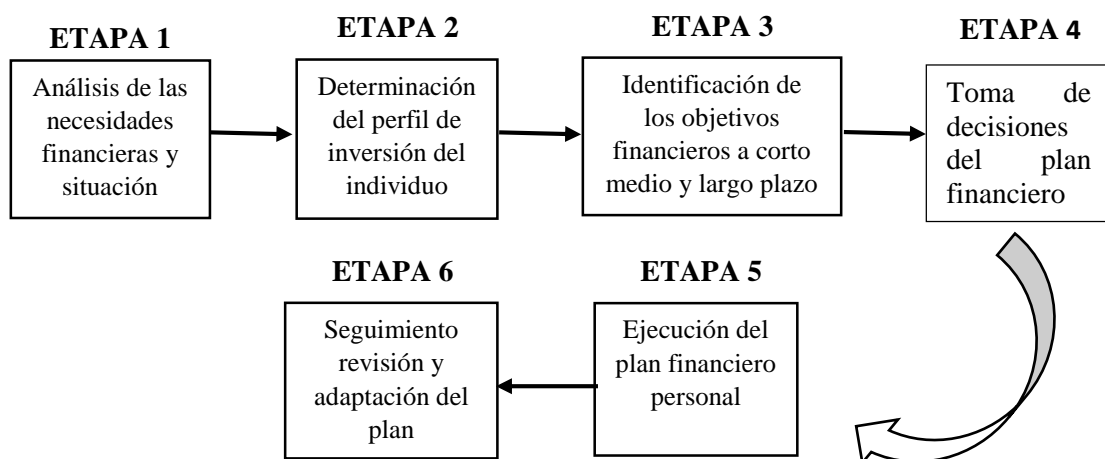 ETAPA 1
Análisis de las
necesidades
financieras y
situación
ETAPA 2
Determinación
del perfil de
inversión del
individuo
ETAPA 3
Identificación de
los objetivos
financieros a corto
medio y largo plazo
ETAPA 4
Toma de
decisiones
del plan
financiero
ETAPA 5
Ejecución del
plan financiero
personal
ETAPA 6
Seguimiento
revisión y
adaptación del
plan